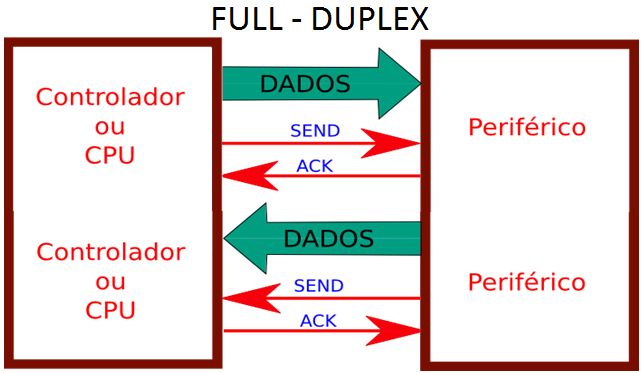 FULL - DUPLEX
Controlador
ou
CPU
DADOS
SEND
ACK
Periférico
Controlador
ou
CPU
DADOS
SEND
ACK
Periférico